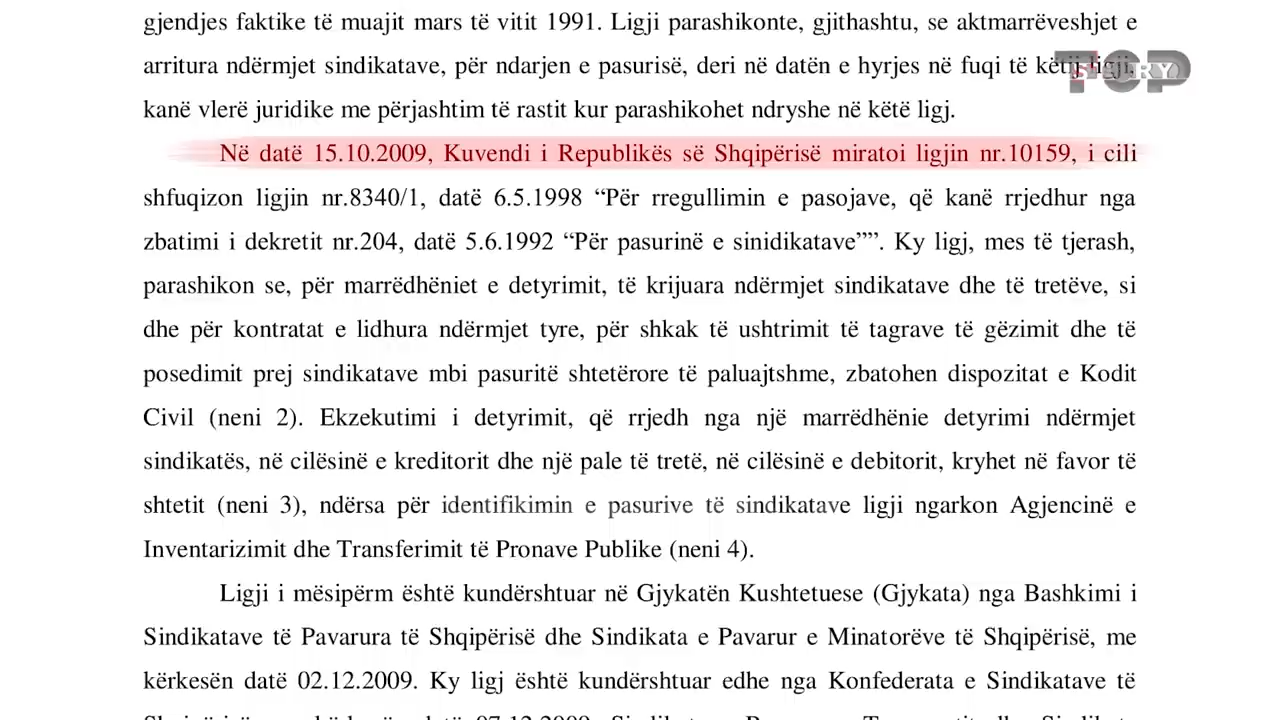 gjendjes faktike të muajit mars të vitit 1991. Ligji parashikonte, gjithashtu, se aktmarrëveshjet e
TOP STORY
arritura ndërmjet sindikatave, për ndarjen e pasurisë, deri në datën e hyrjes në fuqi të këtij ligji,
kanë vlerë juridike me përjashtim të rastit kur parashikohet ndryshe në këtë ligj.
Në datë 15.10.2009, Kuvendi i Republikës së Shqipërisë miratoi ligjin nr.10159, i cili
shfuqizon ligjin nr.8340/1, datë 6.5.1998 “Për rregullimin e pasojave, që kanë rrjedhur nga
zbatimi i dekretit nr.204, datë 5.6.1992 “Për pasurinë e sinidikatave””. Ky ligj, mes të tjerash,
parashikon se, për marrëdhëniet e detyrimit, të krijuara ndërmjet sindikatave dhe të tretëve, si
dhe për kontratat e lidhura ndërmjet tyre, për shkak të ushtrimit të tagrave të gëzimit dhe të
posedimit prej sindikatave mbi pasuritë shtetërore të paluajtshme, zbatohen dispozitat e Kodit
Civil (neni 2). Ekzekutimi i detyrimit, që rrjedh nga një marrëdhënie detyrimi ndërmjet
sindikatës, në cilësinë e kreditorit dhe një pale të tretë, në cilësinë e debitorit, kryhet në favor të
shtetit (neni 3), ndërsa për identifikimin e pasurive të sindikatave ligji ngarkon Agjencinë e
Inventarizimit dhe Transferimit të Pronave Publike (neni 4).
Ligji i mësipërm është kundërshtuar në Gjykatën Kushtetuese (Gjykata) nga Bashkimi i
Sindikatave të Pavarura të Shqipërisë dhe Sindikata e Pavarur e Minatorëve të Shqipërisë, me
kërkesën datë 02.12.2009. Ky ligj është kundërshtuar edhe nga Konfederata e Sindikatave të